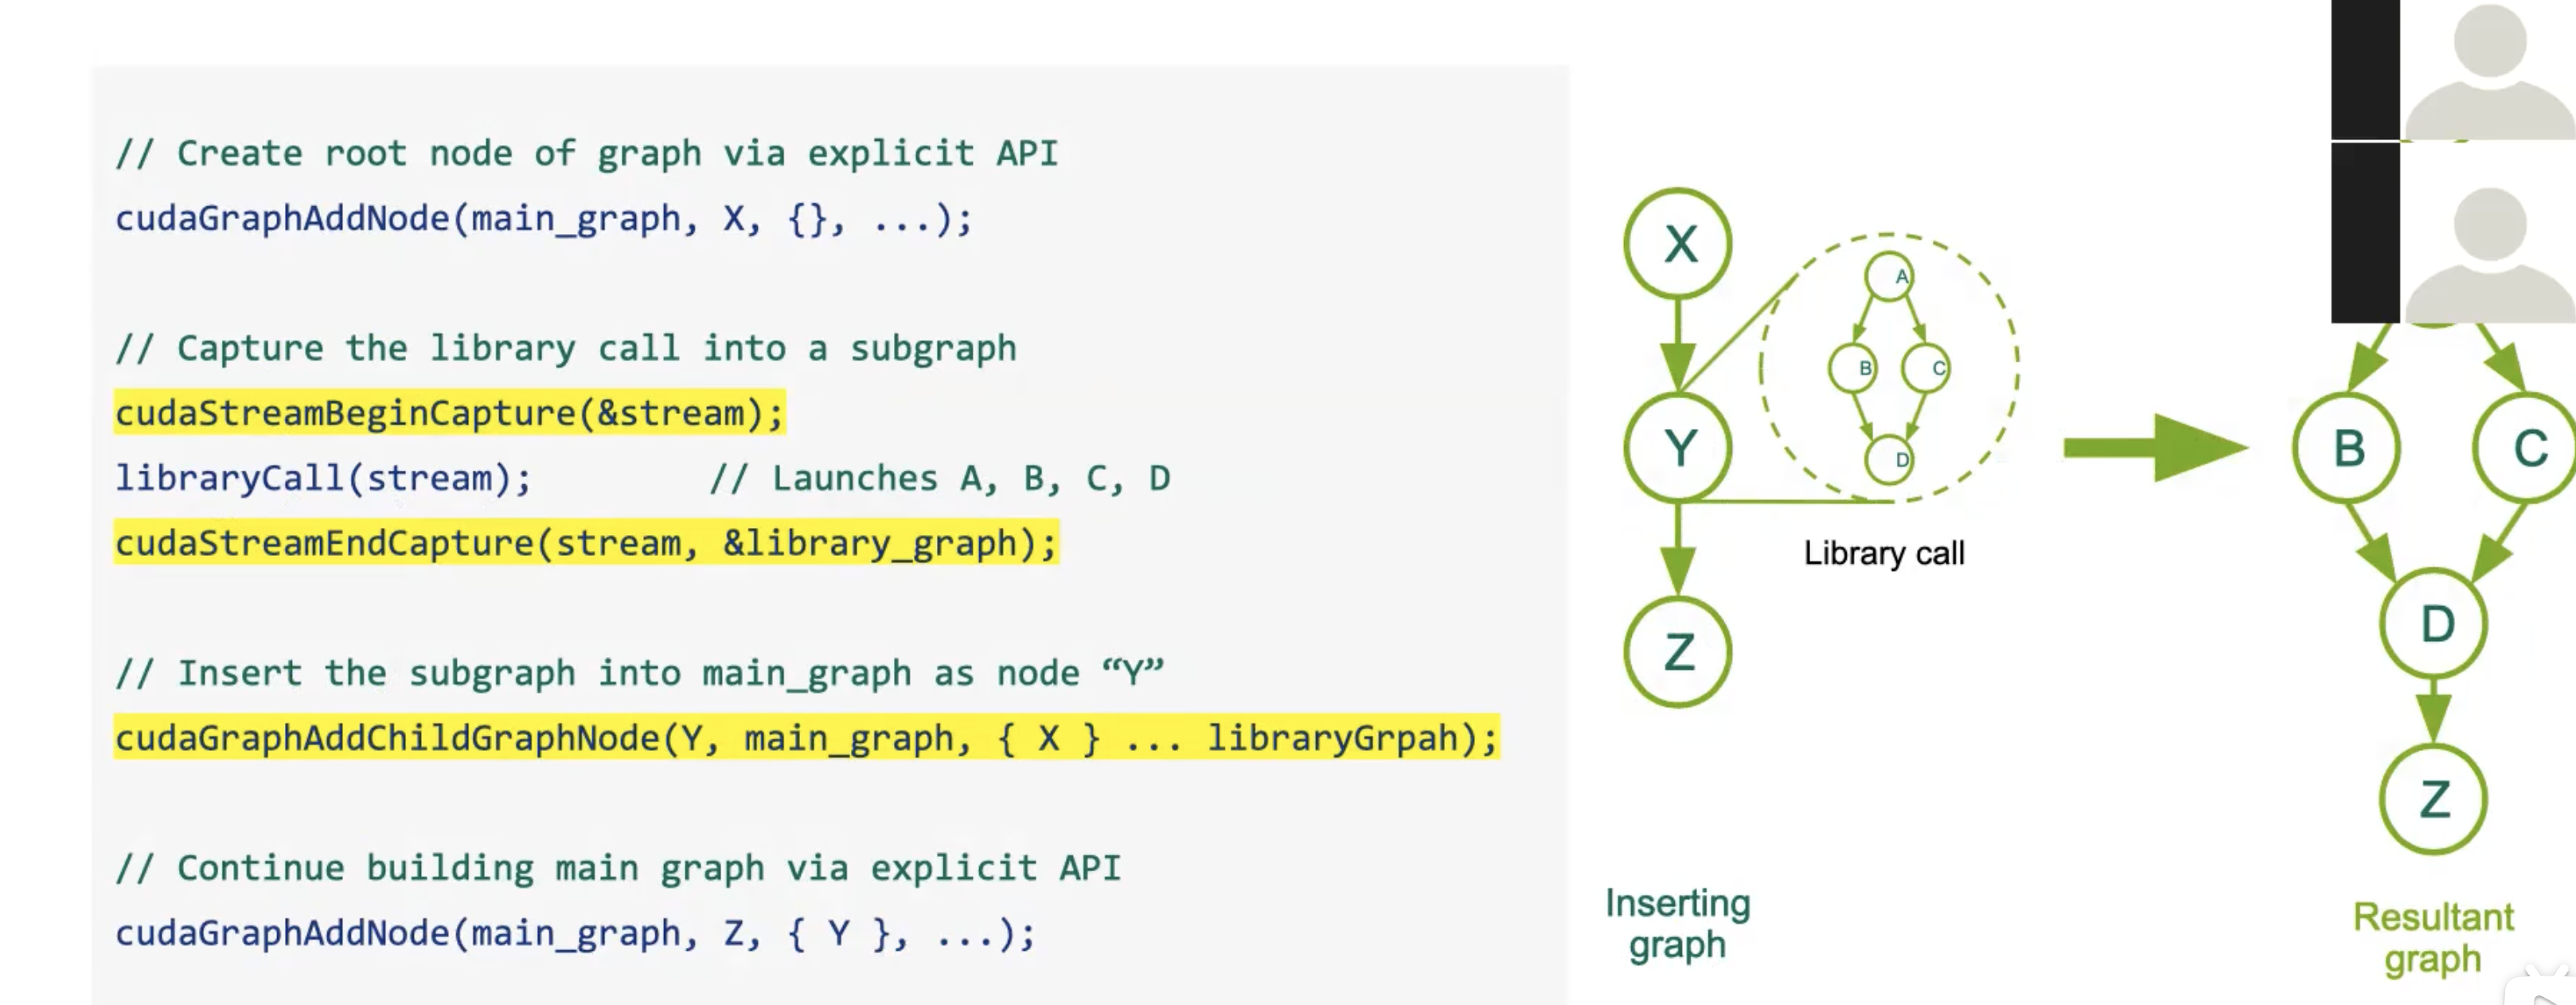 // Create root node of graph via explicit API
cudaGraphAddNode(main_graph, X, {}, ...);
// Capture the library call into a subgraph
cudaStreamBeginCapture(&stream);
libraryCall(stream); // Launches A, B, C, D
cudaStreamEndCapture(stream, &library_graph);
// Insert the subgraph into main_graph as node “Y”
cudaGraphAddChildGraphNode(Y, main_graph, { X } ... libraryGrpah);
// Continue building main graph via explicit API
cudaGraphAddNode(main_graph, Z, { Y }, ...);
X
Y
Z
A
B
C
D
Library call
Inserting
graph
B
C
D
Z
Resultant
graph